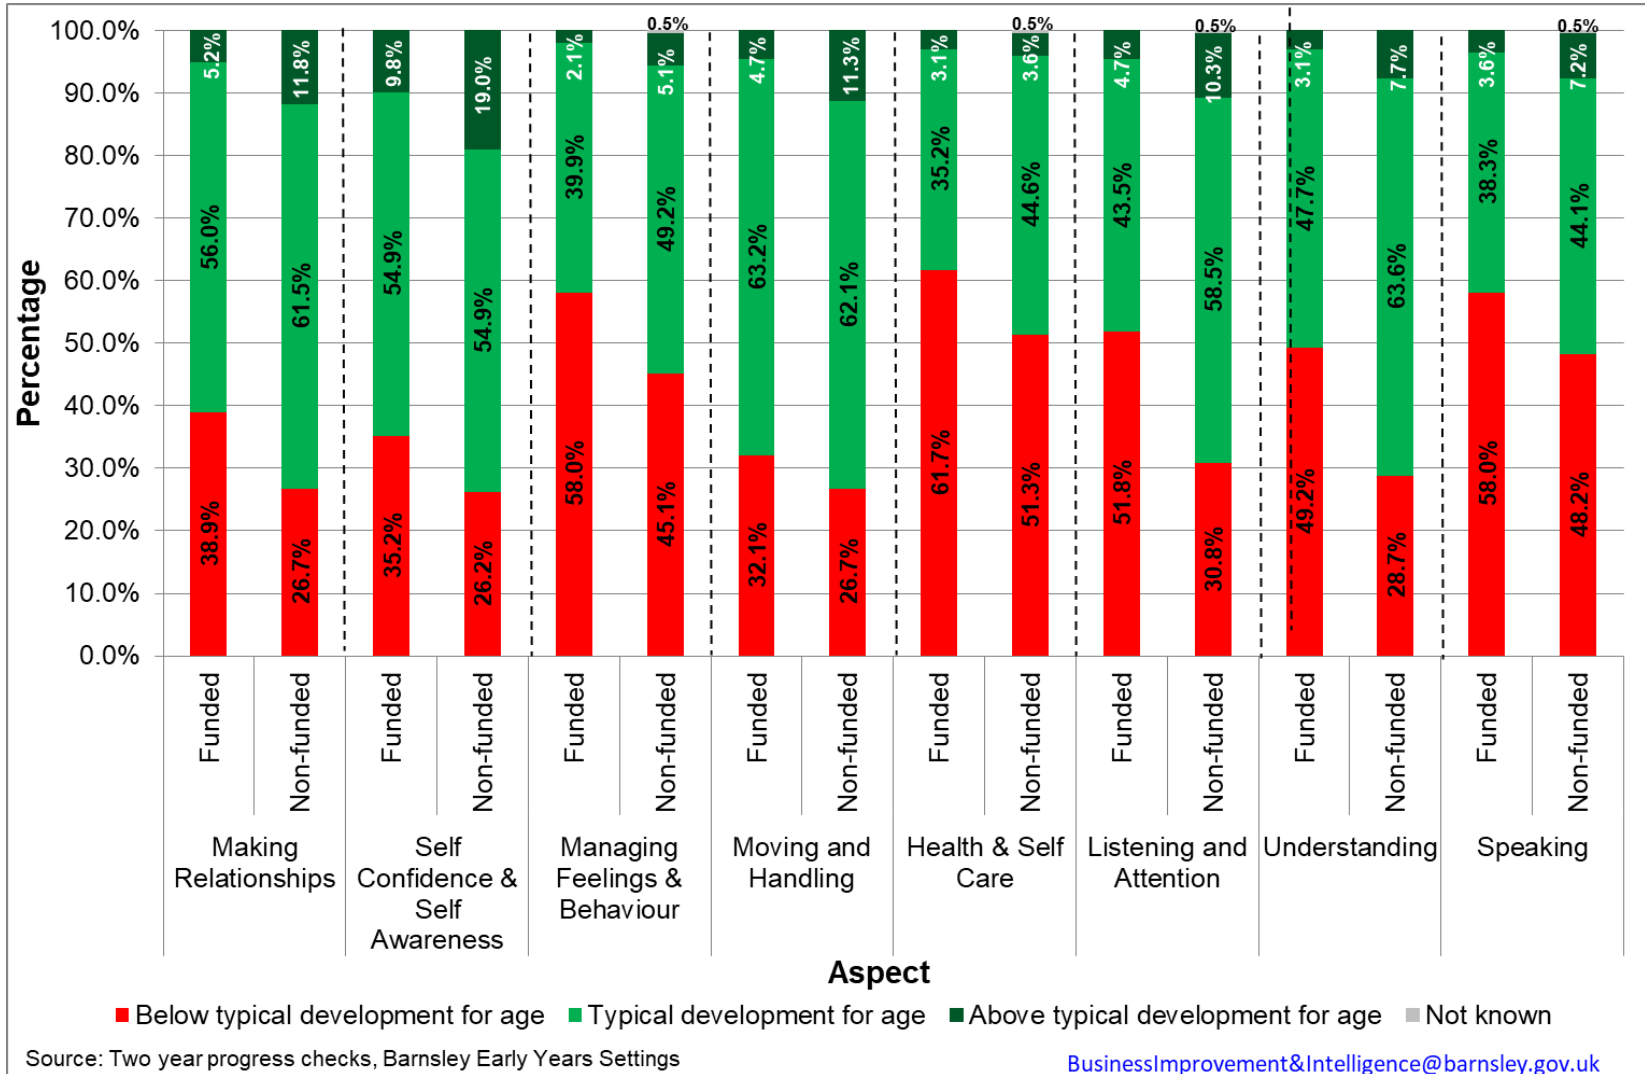 0.5%
0.5%
0.5%
0.5%
100.0%
90.0%
80.0%
70.0%
60.0%
50.0%
40.0%
30.0%
20.0%
10.0%
0.0%
Percentage
5.2%
11.8%
9.8%
19.0%
2.1%
5.1%
4.7%
11.3%
3.1%
3.6%
4.7%
10.3%
3.1%
7.7%
3.6%
7.2%
56.0%
61.5%
54.9%
54.9%
39.9%
49.2%
63.2%
62.1%
35.2%
44.6%
43.5%
58.5%
47.7%
63.6%
38.3%
44.1%
38.9%
26.7%
35.2%
26.2%
58.0%
45.1%
32.1%
26.7%
61.7%
51.3%
51.8%
30.8%
49.2%
28.7%
58.0%
48.2%
Funded
Non-funded
Funded
Non-funded
Funded
Non-funded
Funded
Non-funded
Funded
Non-funded
Funded
Non-funded
Funded
Non-funded
Funded
Non-funded
Making
Relationships
Self
Confidence &
Self
Awareness
Managing
Feelings &
Behaviour
Moving and
Handling
Health & Self
Care
Listening and
Attention
Understanding
Speaking
Aspect
Below typical development for age
Typical development for age
Above typical development for age
Not known
Source: Two year progress checks, Barnsley Early Years Settings
BusinessImprovement&Intelligence@barnsley.gov.uk